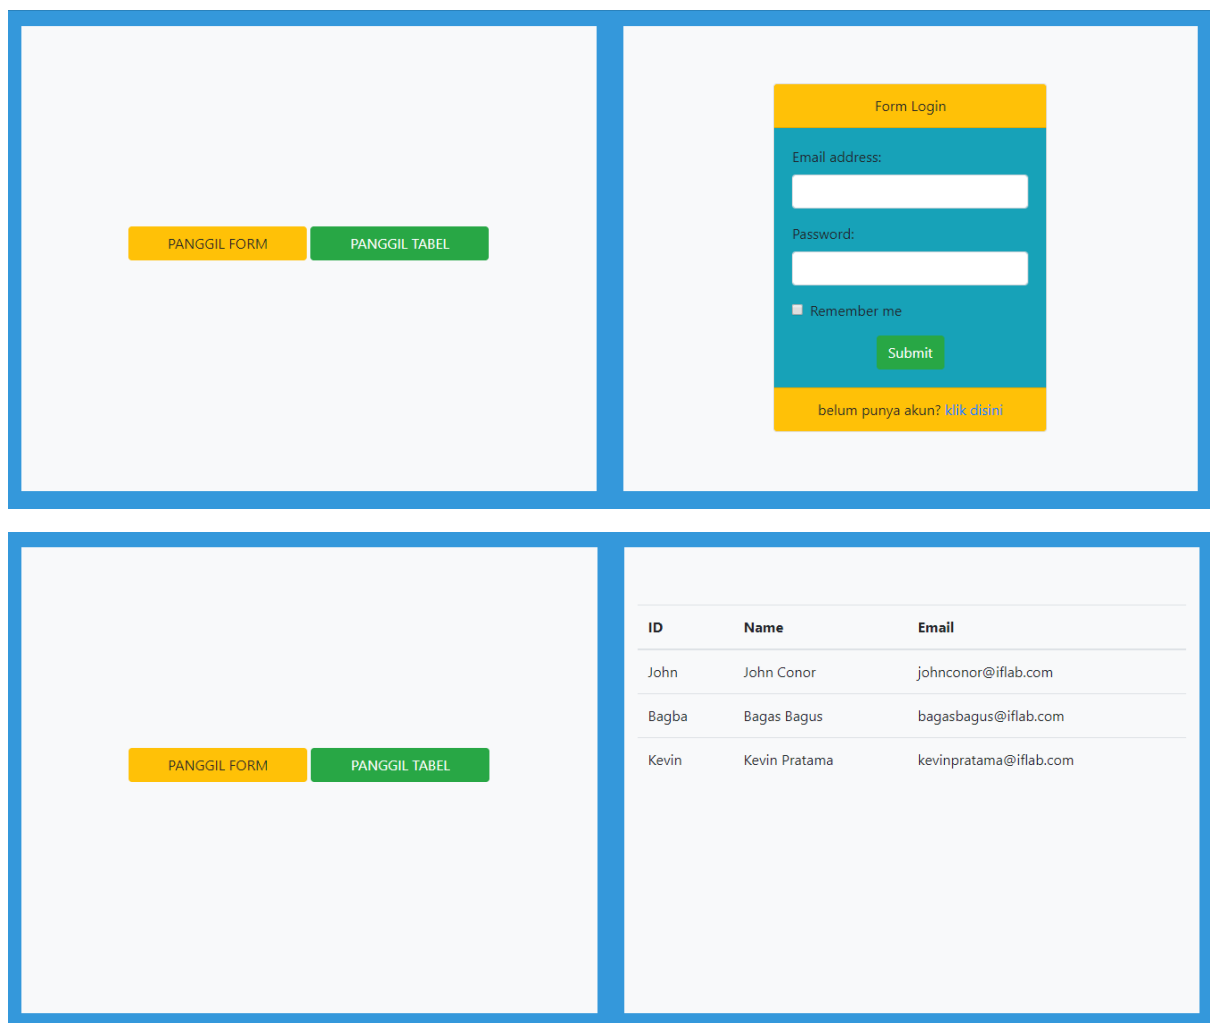 PANGGIL FORM PANGGIL TABEL
Form Login
Email address:
Password:
Remember me
Submit
belum punya akun? klik disini
PANGGIL FORM PANGGIL TABEL
ID Name Email
John John Conor johnconor@iflab.com
Bagba Bagas Bagus bagasbagus@iflab.com
Kevin Kevin Pratama kevinpratama@iflab.com